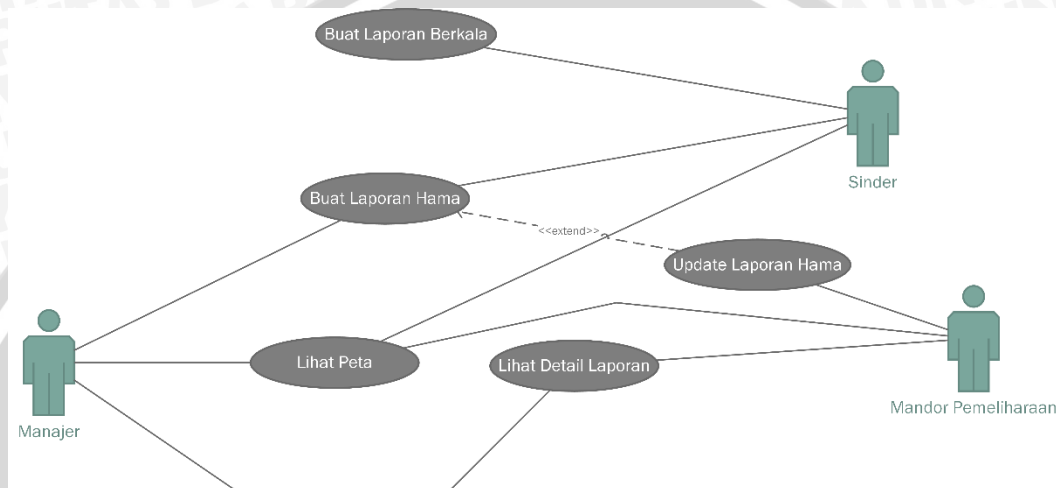 Buat Laporan Berkala
Sinder
Buat Laporan Hama
<<extend>>
Update Laporan Hama
Lihat Peta
Lihat Detail Laporan
Mandor Pemeliharaan
Manajer